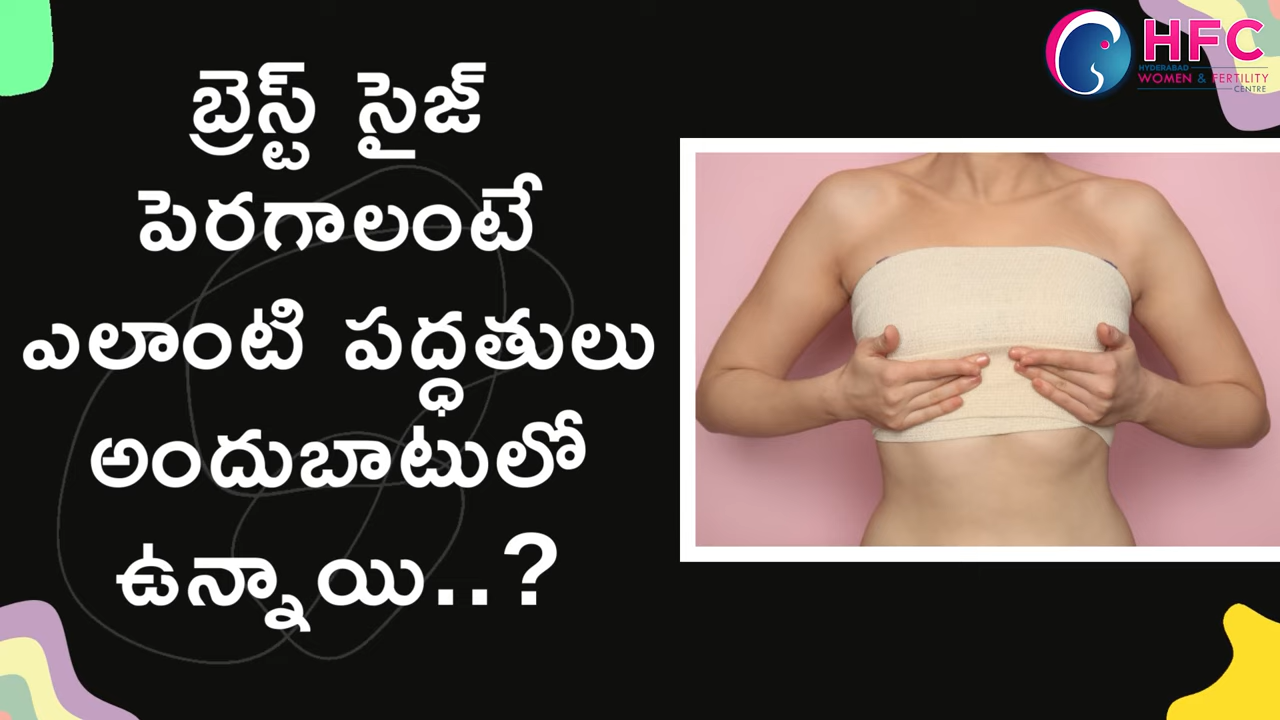 బ్రెస్ట్ సైజ్
పెరగాలంటే
ఎలాంటి పద్ధతులు
అందుబాటులో
ఉన్నాయి..?
HFC
HYDERABAD
WOMEN & FERTILITY
CENTRE